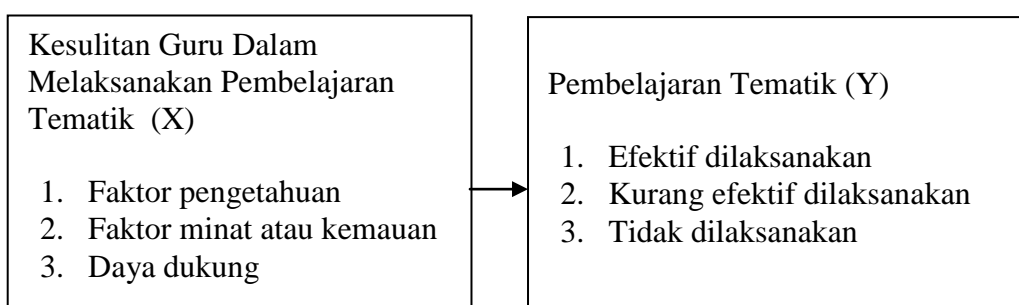 Kesulitan Guru Dalam
Melaksanakan Pembelajaran
Tematik (X)
1. Faktor pengetahuan
2. Faktor minat atau kemauan
3. Daya dukung
Pembelajaran Tematik (Y)
1. Efektif dilaksanakan
2. Kurang efektif dilaksanakan
3. Tidak dilaksanakan